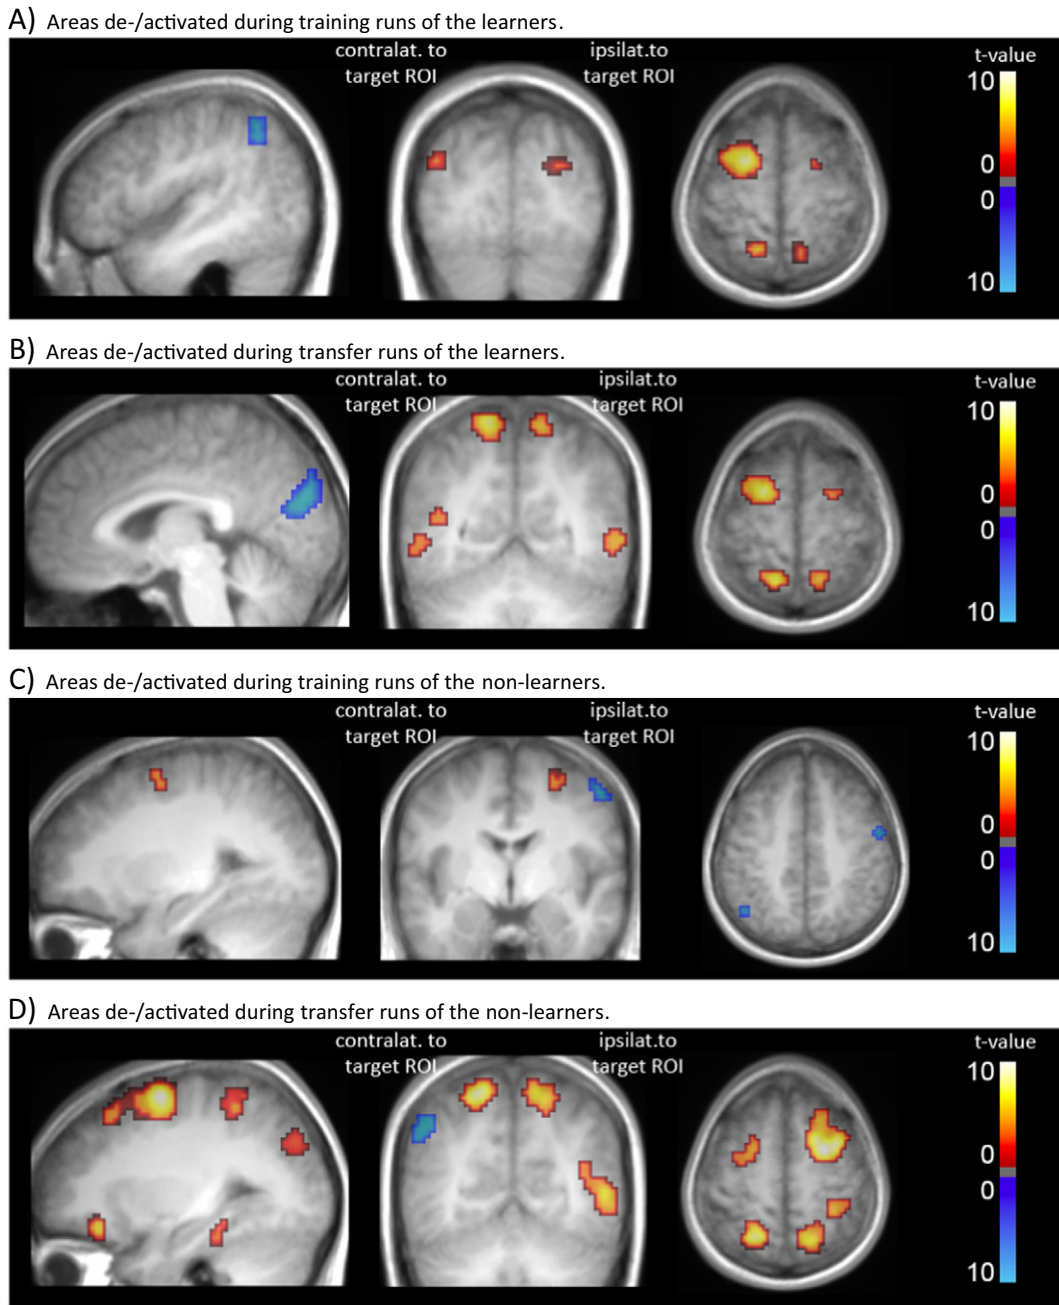 A) Areas de-/activated during training runs of the learners.
contralat. to
target ROI
ipsilat.to
target ROI
t-value
10
0
0
10
B) Areas de-/activated during transfer runs of the learners.
contralat. to
target ROI
ipsilat.to
target ROI
t-value
10
0
0
10
C) Areas de-/activated during training runs of the non-learners.
contralat. to
target ROI
ipsilat.to
target ROI
t-value
10
0
0
10
D) Areas de-/activated during transfer runs of the non-learners.
contralat. to
target ROI
ipsilat.to
target ROI
t-value
10
0
0
10